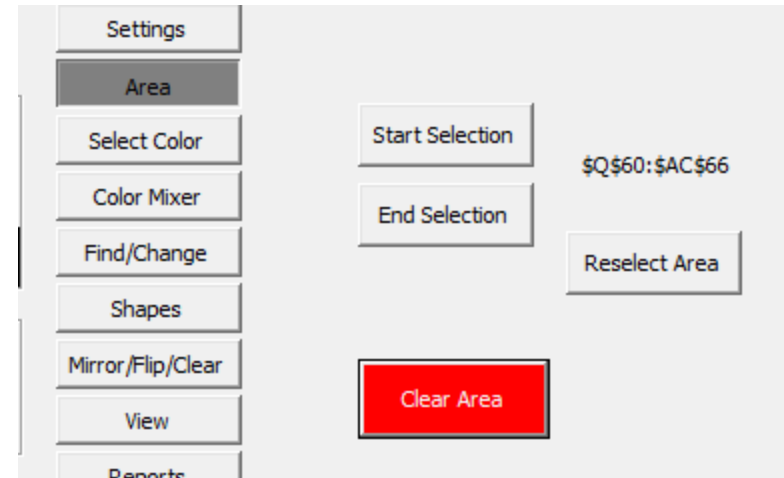 Settings
Area
Select Color
Color Mixer
Find/Change
Shapes
Mirror/Flip/Clear
View
Reports
Start Selection
End Selection
$Q$60:$AC$66
Reselect Area
Clear Area